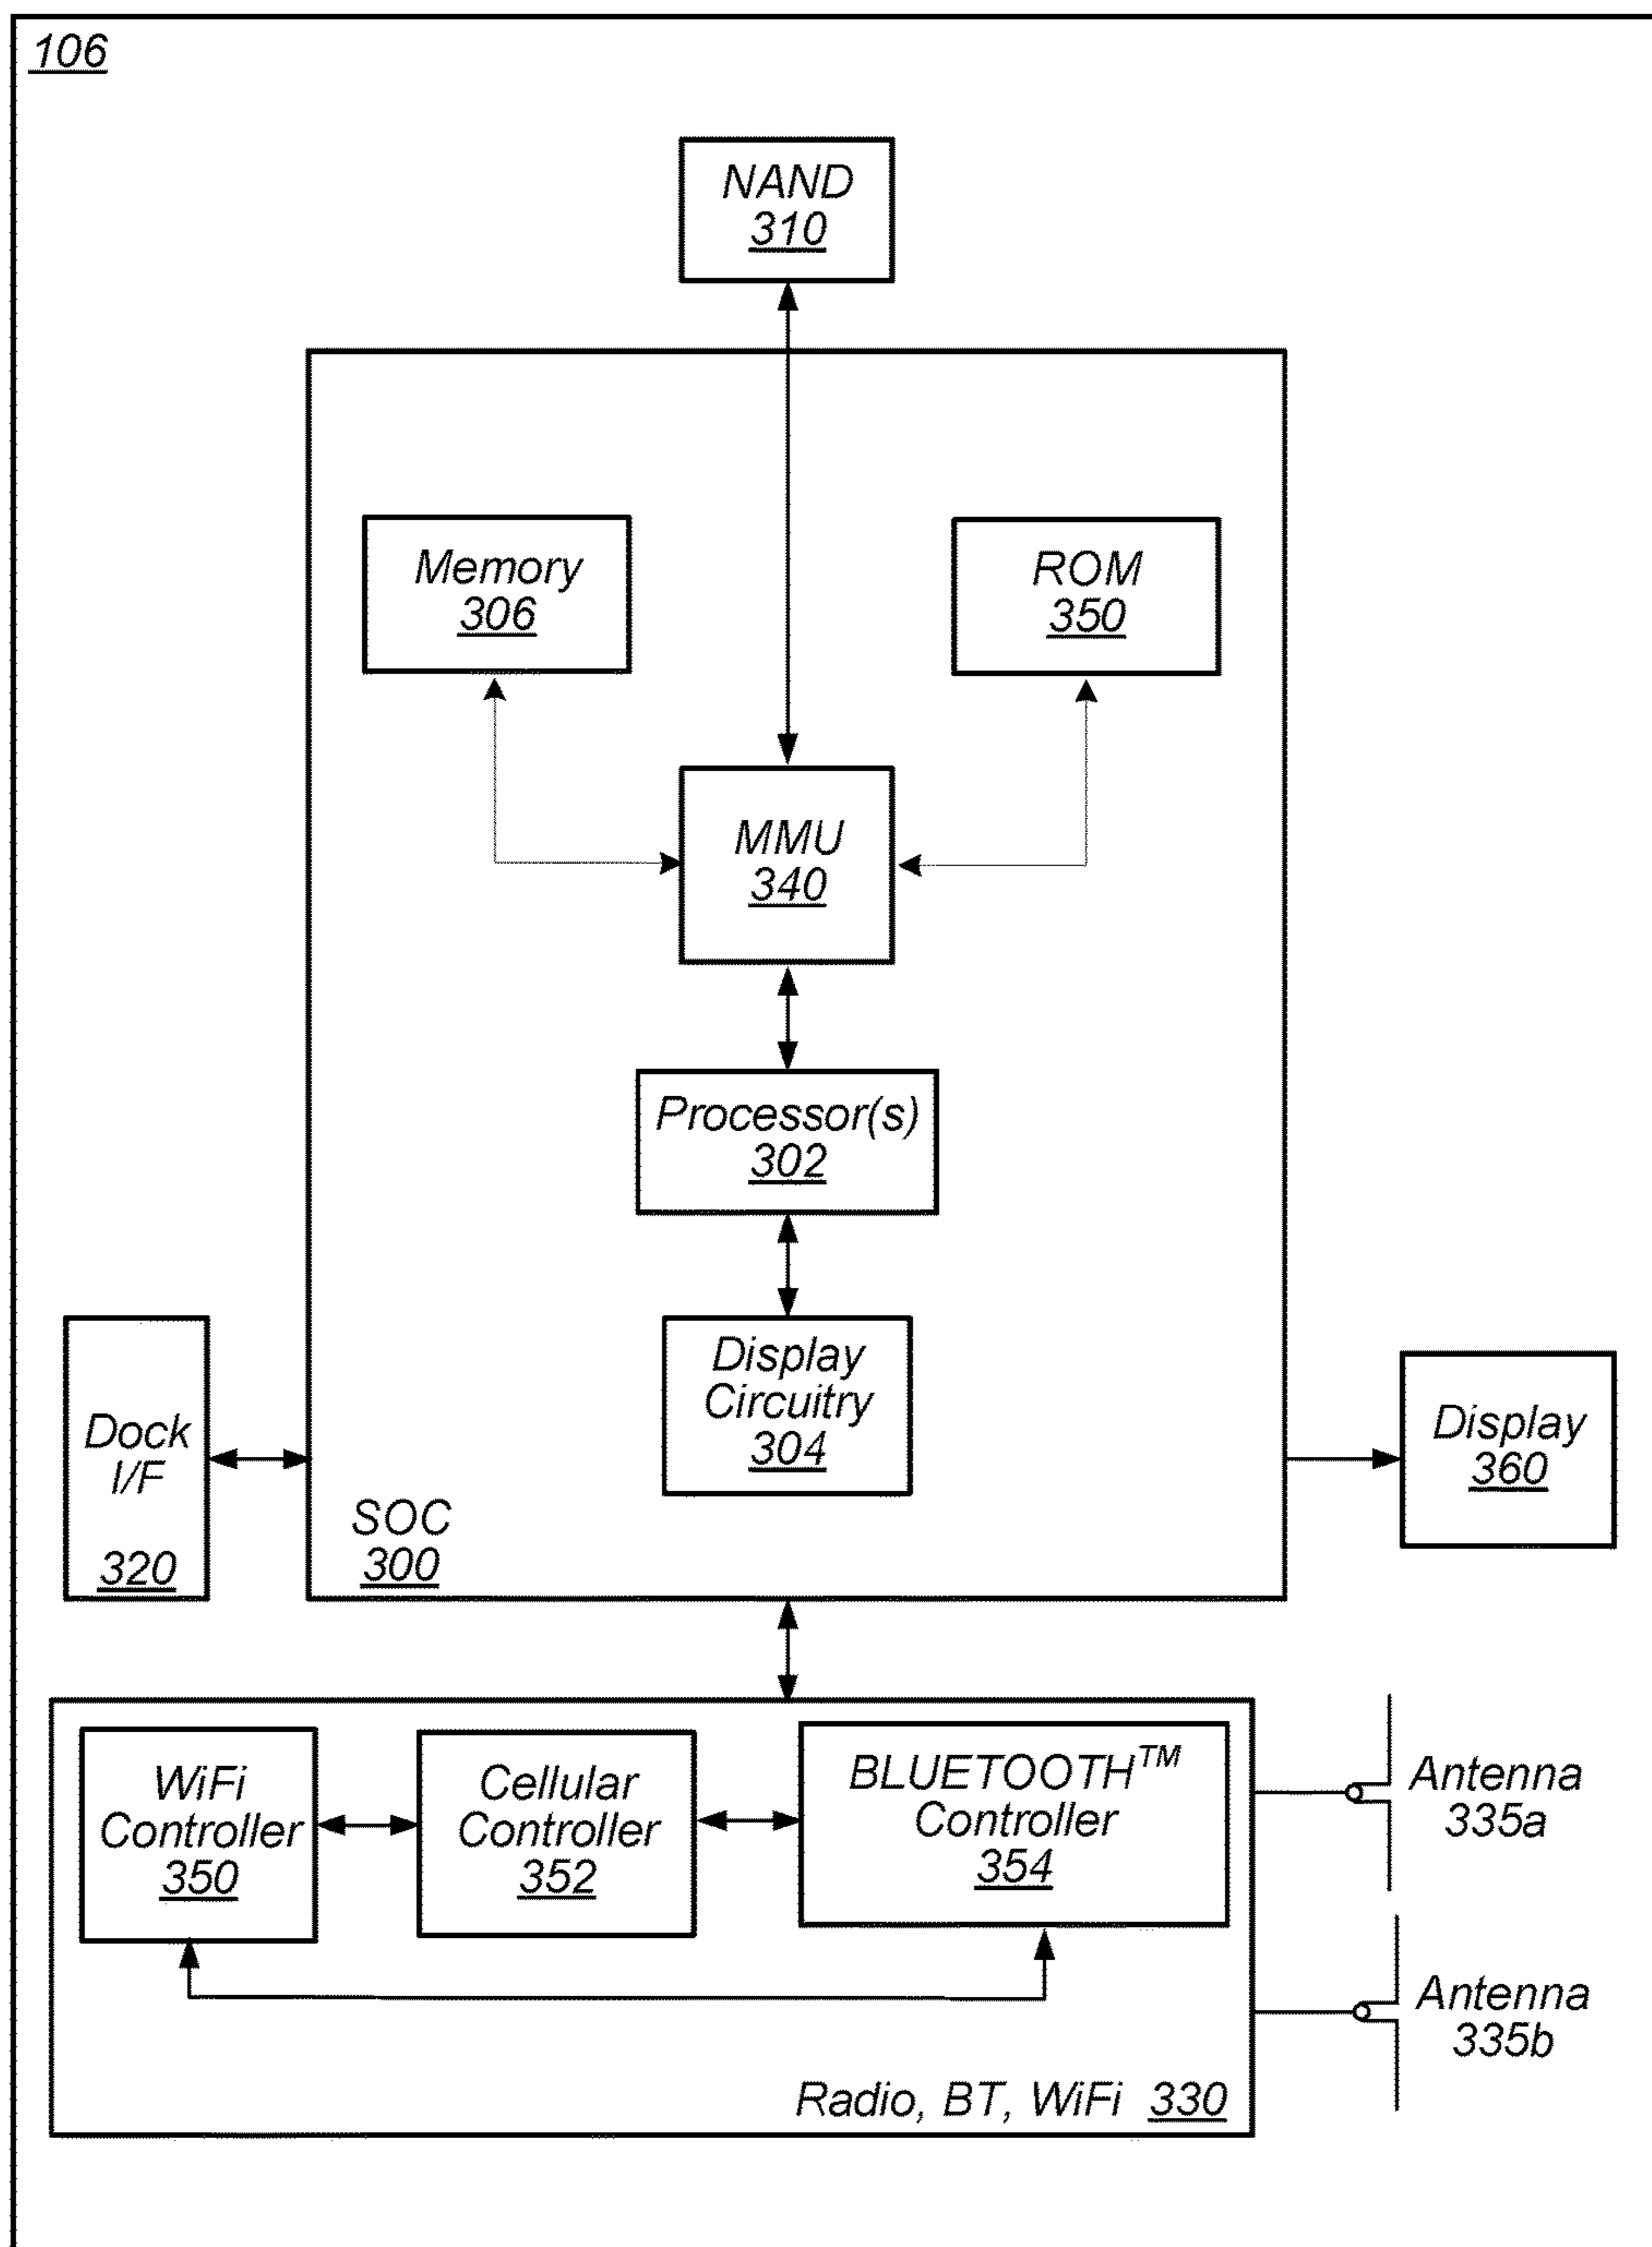 106
NAND
310
Memory
306
ROM
350
MMU
340
Processor(s)
302
Display
Circuitry
304
Dock
I/F
320
SOC
300
Display
360
WiFi
Controller
350
Cellular
Controller
352
BLUETOOTH™
Controller
354
Antenna
335a
Antenna
335b
Radio, BT, WiFi 330